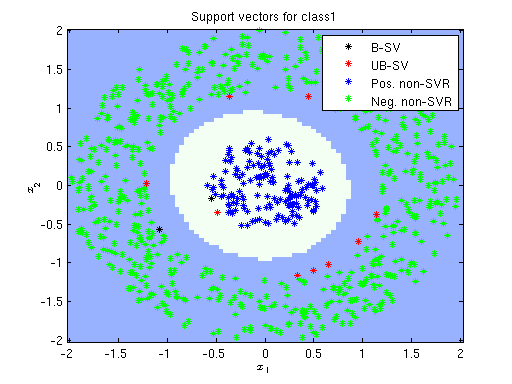 Support vectors for class1
B-SV
UB-SV
Pos. non-SVR
Neg. non-SVR
2
1.5
1
0.5
0
-0.5
-1
-1.5
-2
x2
-2 -1.5 -1 -0.5 0 0.5 1 1.5 2
x1